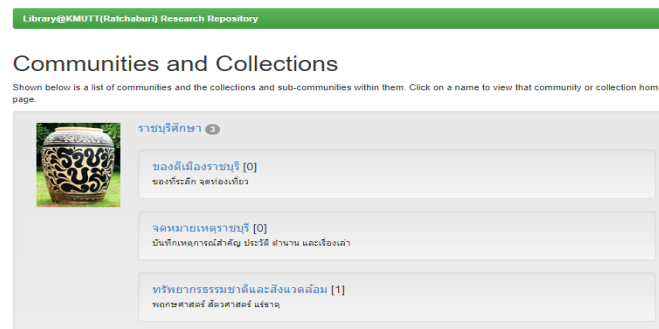 Library@KMUTT(Ratchaburi) Research Repository
Communities and Collections
Shown below is a list of communities and the collections and sub-communities within them. Click on a name to view that community or collection hom
page.
ราชบุรีศึกษา 3
ราชบุรี
ของดีเมืองราชบุรี [0]
ของที่ระลึก จุดท่องเที่ยว
จดหมายเหตุราชบุรี [0]
บันทึกเหตุการณ์สำคัญ ประวัติ ตำนาน และเรื่องเล่า
ทรัพยากรธรรมชาติและสิ่งแวดล้อม [1]
พฤกษศาสตร์ สัตวศาสตร์ แร่ธาตุ